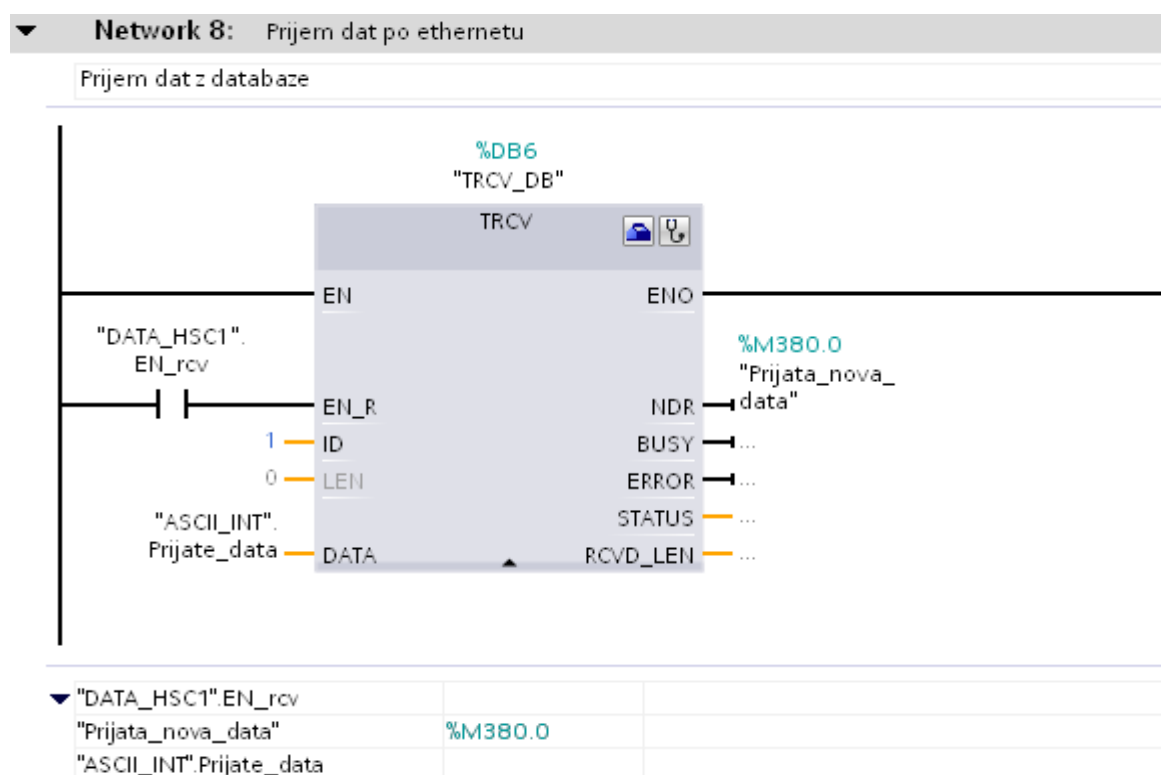 Network 8: Prijem dat po ethernetu
Prijem dat z databaze
%DB6
"TRCV_DB"
TRCV
EN
ENO
"DATA_HSC1".
EN_rcv
%M380.0
"Prijata_nova_
data"
EN_R
NDR
1
ID
BUSY
...
0
LEN
ERROR
...
"ASCII_INT".
Prijate_data
STATUS
...
DATA
RCVD_LEN
...
"DATA_HSC1".EN_rcv
"Prijata_nova_data" %M380.0
"ASCII_INT".Prijate_data